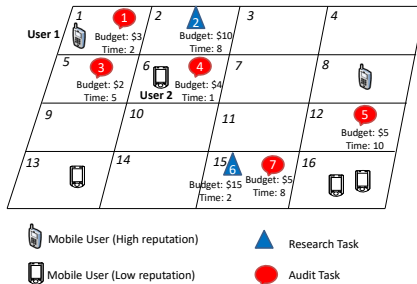 1
1
2
2
3
4
User 1
Budget: $3
Time: 2
Budget: $10
Time: 8
5
3
Budget: $2
Time: 5
6
User 2
4
Budget: $4
Time: 1
7
8
9
10
11
12
5
Budget: $5
Time: 10
13
14
15
6
Budget: $15
Time: 2
7
Budget: $5
Time: 8
16
Mobile User (High reputation)
Research Task
Mobile User (Low reputation)
Audit Task